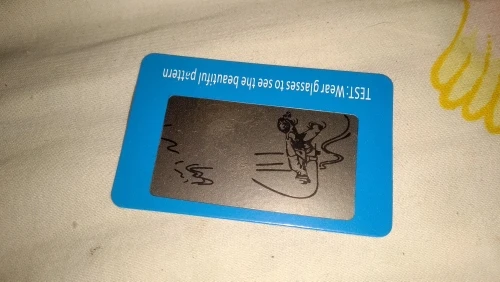 TEST: Wear glasses to see the beautiful pattern